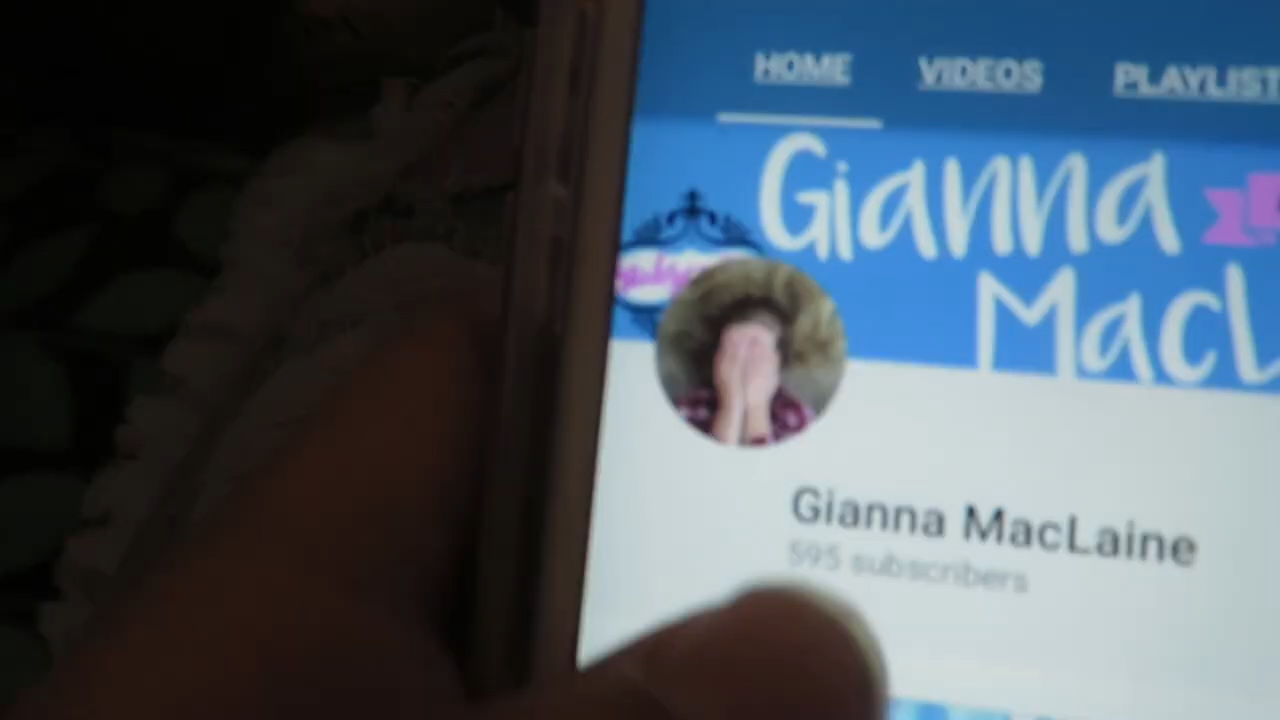 HOME VIDEOS PLAYLIST
Gianna
MacL
Gianna MacLaine
595 subscribers